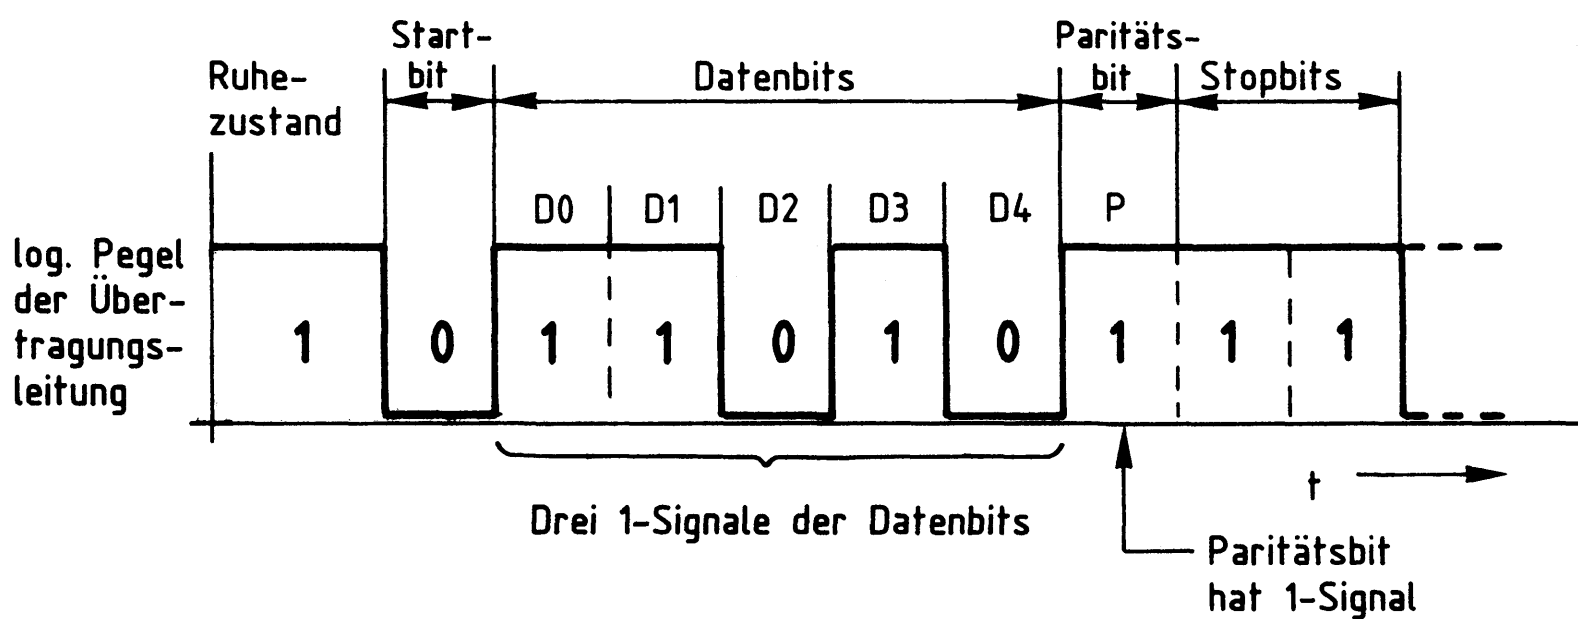 Start-
bit
Ruhe-
zustand
Datenbits
Paritäts-
bit
Stopbits
D0 D1 D2 D3 D4 P
log. Pegel
der Über-
tragungs-
leitung
1 0 1 1 0 1 0 1 1 1
t
Drei 1-Signale der Datenbits
Paritätsbit
hat 1-Signal